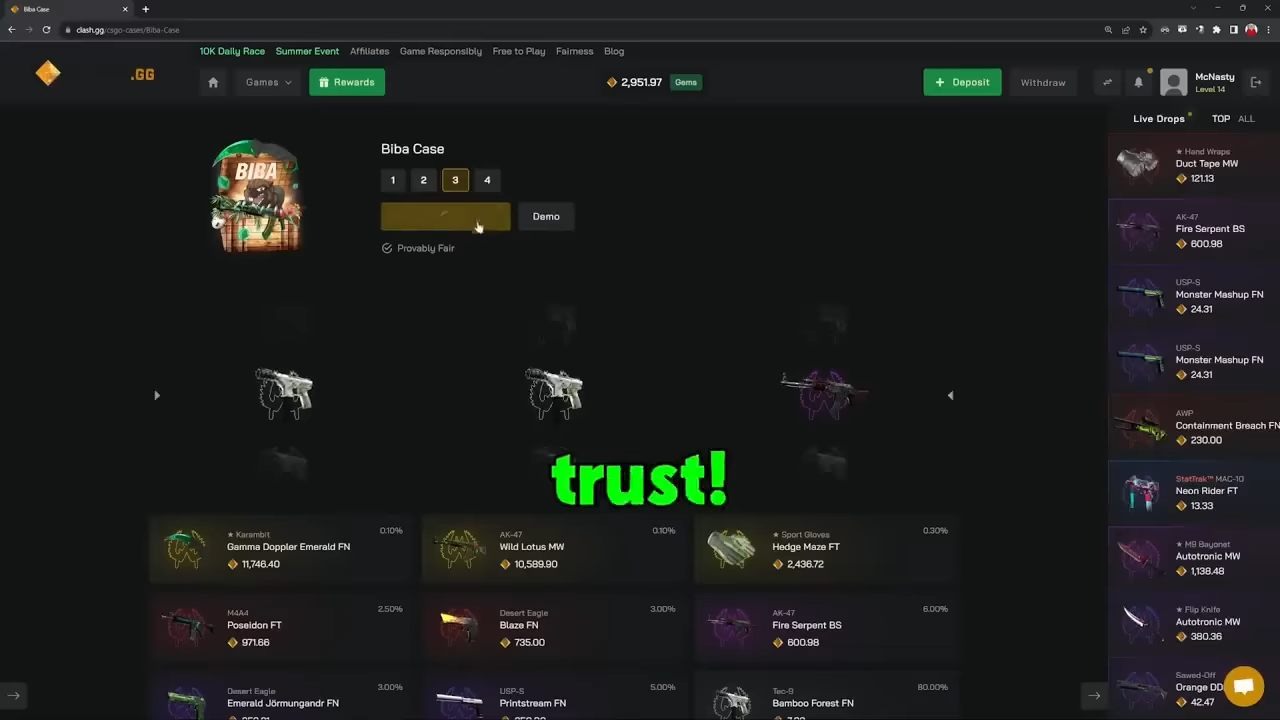 Biba Case
clash.gg/csgo-cases/Biba-Case
10K Daily Race Summer Event Affiliates Game Responsibly Free to Play Fairness Blog
.GG
Games
Rewards
2,951.97 Gems
Deposit
Withdraw
McNasty
Level 14
Live Drops TOP ALL
Biba Case
BIBA
1 2 3 4
Demo
Provably Fair
trust!
★ Karambit 0.10%
Gamma Doppler Emerald FN
11,746.40
AK-47 0.10%
Wild Lotus MW
10,589.90
★ Sport Gloves 0.30%
Hedge Maze FT
2,436.72
M4A4 2.50%
Poseidon FT
971.66
Desert Eagle 3.00%
Blaze FN
735.00
AK-47 6.00%
Fire Serpent BS
600.98
Desert Eagle 3.00%
Emerald Jörmungandr FN
USP-S 5.00%
Printstream FN
Tec-9 80.00%
Bamboo Forest FN
★ Hand Wraps
Duct Tape MW
121.13
AK-47
Fire Serpent BS
600.98
USP-S
Monster Mashup FN
24.31
USP-S
Monster Mashup FN
24.31
AWP
Containment Breach FN
230.00
StatTrak™ MAC-10
Neon Rider FT
13.33
★ M9 Bayonet
Autotronic MW
1,138.48
★ Flip Knife
Autotronic MW
380.36
Sawed-Off
Orange DD
42.47